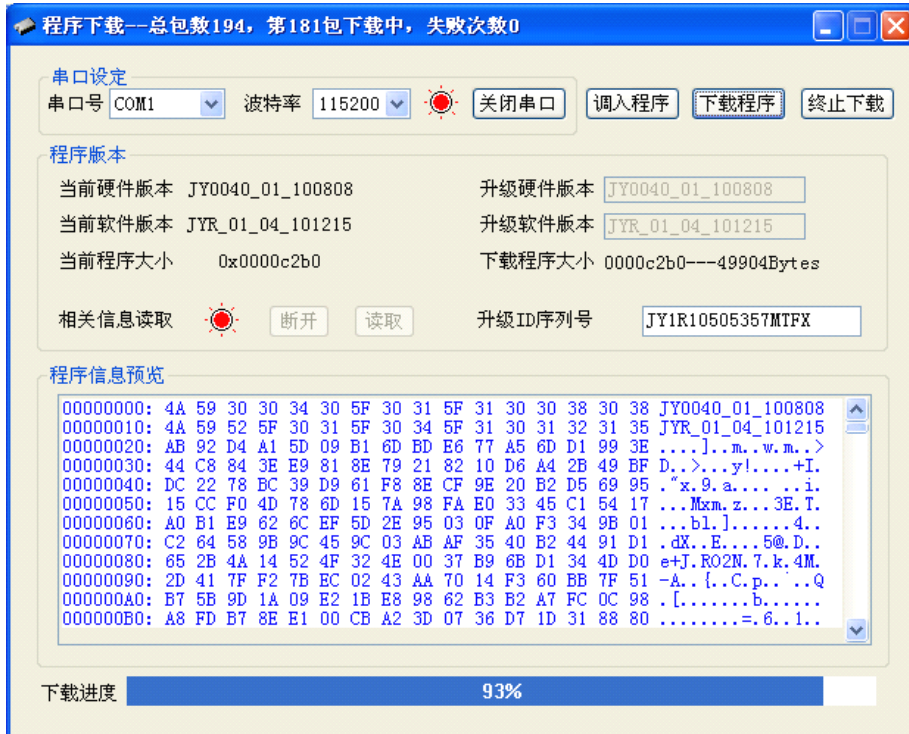 程序下载--总包数194，第181包下载中，失败次数0
串口设定
串口号 COM1 波特率 115200 关闭串口 调入程序 下载程序 终止下载
程序版本
当前硬件版本 JY0040_01_100808 升级硬件版本 JY0040_01_100808
当前软件版本 JYR_01_04_101215 升级软件版本 JYR_01_04_101215
当前程序大小 0x0000c2b0 下载程序大小 0000c2b0---49904Bytes
相关信息读取 断开 读取 升级ID序列号 JY1R10505357MTFX
程序信息预览
00000000: 4A 59 30 30 34 30 5F 30 31 5F 31 30 30 38 30 38 JY0040_01_100808
00000010: 4A 59 52 5F 30 31 5F 30 34 5F 31 30 31 32 31 35 JYR_01_04_101215
00000020: AB 92 D4 A1 5D 09 B1 6D BD E6 77 A5 6D D1 99 3E ....]..m..w.m..>
00000030: 44 C8 84 3E E9 81 8E 79 21 82 10 D6 A4 2B 49 BF D..>...y!....+I.
00000040: DC 22 78 BC 39 D9 61 F8 8E CF 9E 20 B2 D5 69 95 ."x.9.a.... ..i.
00000050: 15 CC F0 4D 78 6D 15 7A 98 FA E0 33 45 C1 54 17 ...Mxm.z...3E.T.
00000060: A0 B1 E9 62 6C EF 5D 2E 95 03 0F A0 F3 34 9B 01 ...bl.]......4..
00000070: C2 64 58 9B 9C 45 9C 03 AB AF 35 40 B2 44 91 D1 .dX..E....5@.D..
00000080: 65 2B 4A 14 52 4F 32 4E 00 37 B9 6B D1 34 4D D0 e+J.RO2N.7.k.4M.
00000090: 2D 41 7F F2 7B EC 02 43 AA 70 14 F3 60 BB 7F 51 -A..{..C.p..`..Q
000000A0: B7 5B 9D 1A 09 E2 1B E8 98 62 B3 B2 A7 FC 0C 98 .[.......b......
000000B0: A8 FD B7 8E E1 00 CB A2 3D 07 36 D7 1D 31 88 80 ........=.6..1..
下载进度 93%